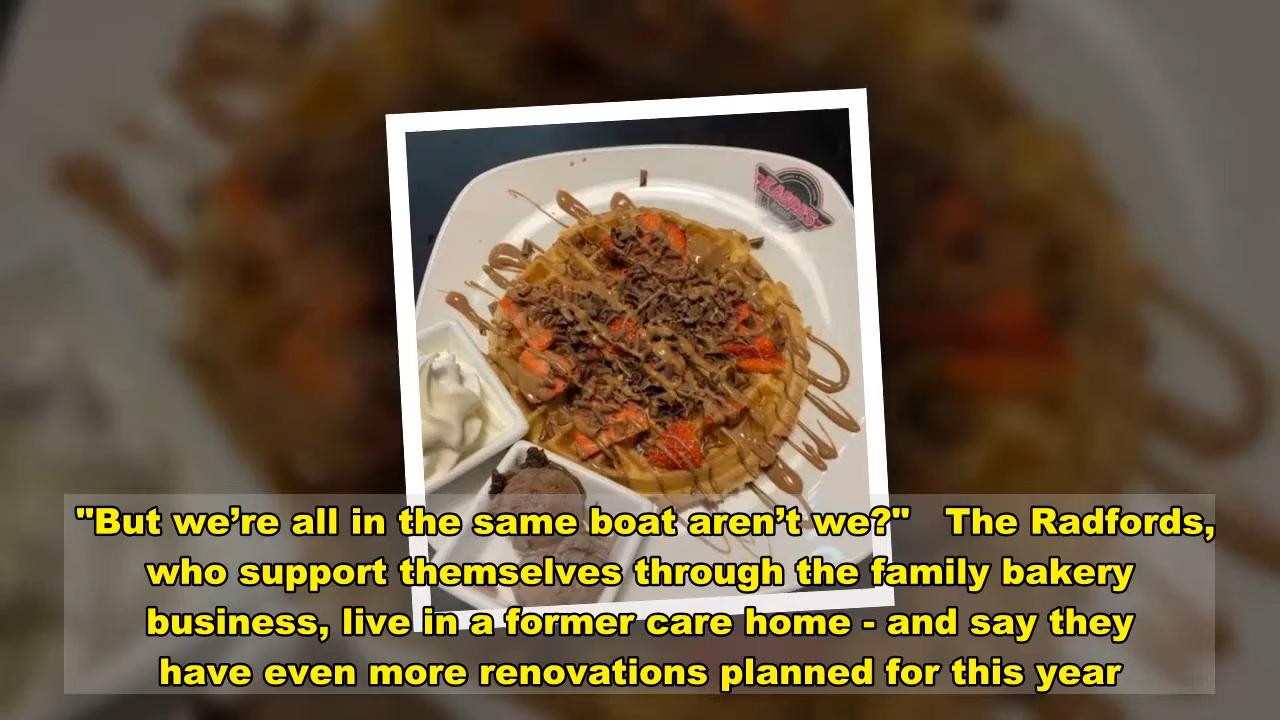 "But we’re all in the same boat aren’t we?"   The Radfords,
who support themselves through the family bakery
business, live in a former care home - and say they
have even more renovations planned for this year